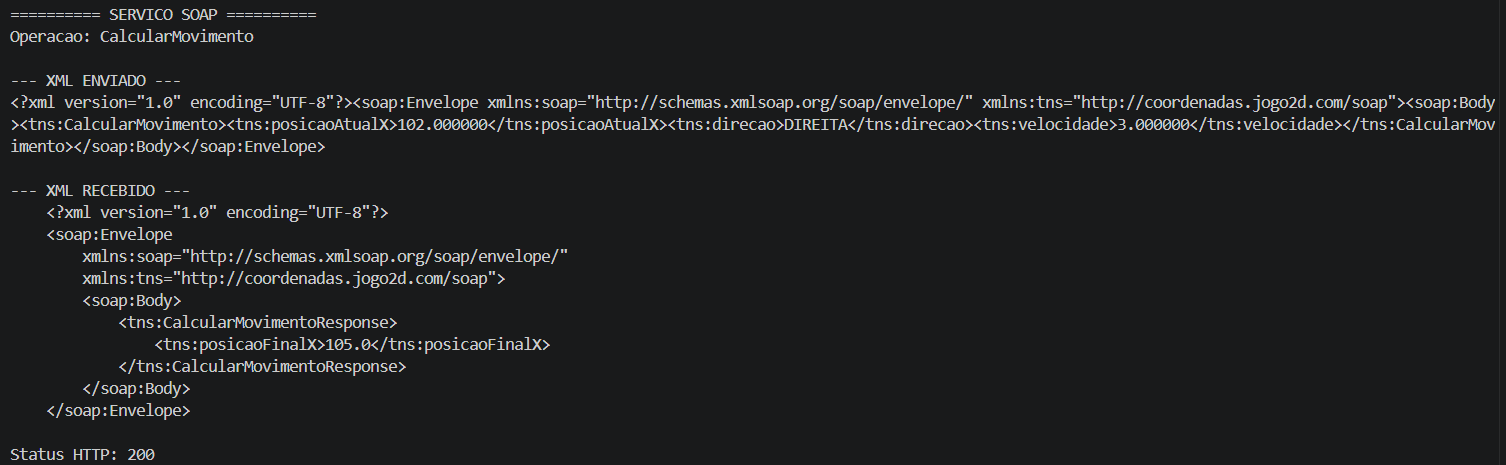 ========== SERVICO SOAP ==========
Operacao: CalcularMovimento
--- XML ENVIADO ---
<?xml version="1.0" encoding="UTF-8"?><soap:Envelope xmlns:soap="http://schemas.xmlsoap.org/soap/envelope/" xmlns:tns="http://coordenadas.jogo2d.com/soap"><soap:Body
><tns:CalcularMovimento><tns:posicaoAtualX>102.000000</tns:posicaoAtualX><tns:direcao>DIREITA</tns:direcao><tns:velocidade>3.000000</tns:velocidade></tns:CalcularMov
imento></soap:Body></soap:Envelope>
--- XML RECEBIDO ---
    <?xml version="1.0" encoding="UTF-8"?>
    <soap:Envelope
        xmlns:soap="http://schemas.xmlsoap.org/soap/envelope/"
        xmlns:tns="http://coordenadas.jogo2d.com/soap">
        <soap:Body>
            <tns:CalcularMovimentoResponse>
                <tns:posicaoFinalX>105.0</tns:posicaoFinalX>
            </tns:CalcularMovimentoResponse>
        </soap:Body>
    </soap:Envelope>
Status HTTP: 200